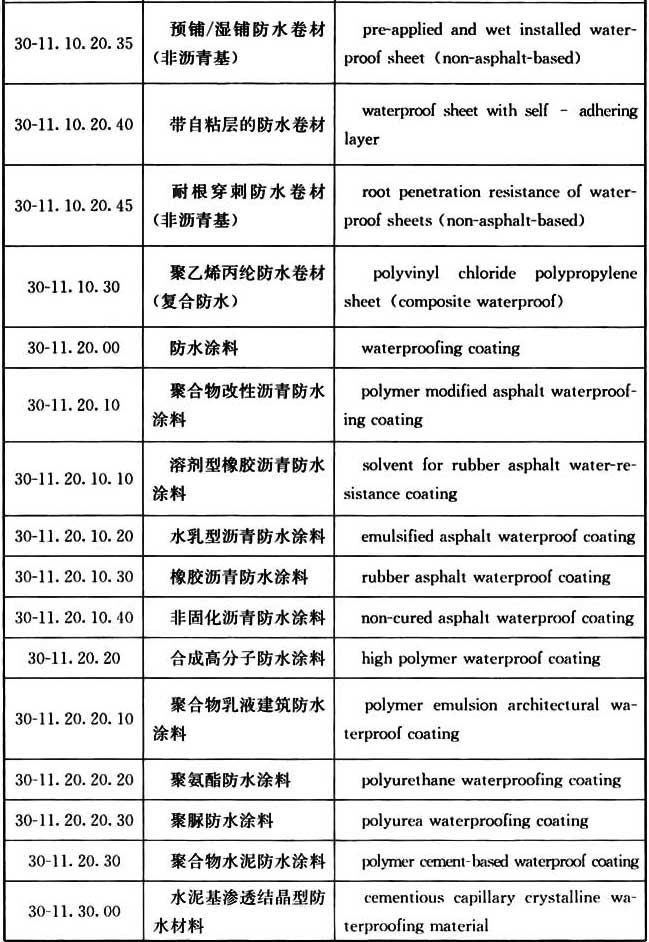 30-11. 10. 20. 35
预铺/湿铺防水卷材
(非沥青基)
pre-applied and wet installed water-
proof sheet (non-asphalt-based)
30-11. 10. 20. 40
带自粘层的防水卷材
waterproof sheet with self - adhering
layer
30-11. 10. 20. 45
耐根穿刺防水卷材
(非沥青基)
root penetration resistance of water-
proof sheets (non-asphalt-based)
30-11. 10. 30
聚乙烯丙纶防水卷材
(复合防水)
polyvinyl chloride polypropylene
sheet (composite waterproof)
30-11. 20. 00
防水涂料
waterproofing coating
30-11. 20. 10
聚合物改性沥青防水
涂料
polymer modified asphalt waterproof-
ing coating
30-11. 20. 10. 10
溶剂型橡胶沥青防水
涂料
solvent for rubber asphalt water-re-
sistance coating
30-11. 20. 10. 20
水乳型沥青防水涂料
emulsified asphalt waterproof coating
30-11. 20. 10. 30
橡胶沥青防水涂料
rubber asphalt waterproof coating
30-11. 20. 10. 40
非固化沥青防水涂料
non-cured asphalt waterproof coating
30-11. 20. 20
合成高分子防水涂料
high polymer waterproof coating
30-11. 20. 20. 10
聚合物乳液建筑防水
涂料
polymer emulsion architectural wa-
terproof coating
30-11. 20. 20. 20
聚氨酯防水涂料
polyurethane waterproofing coating
30-11. 20. 20. 30
聚脲防水涂料
polyurea waterproofing coating
30-11. 20. 30
聚合物水泥防水涂料
polymer cement-based waterproof coating
30-11. 30. 00
水泥基渗透结晶型防
水材料
cementious capillary crystalline wa-
terproofing material